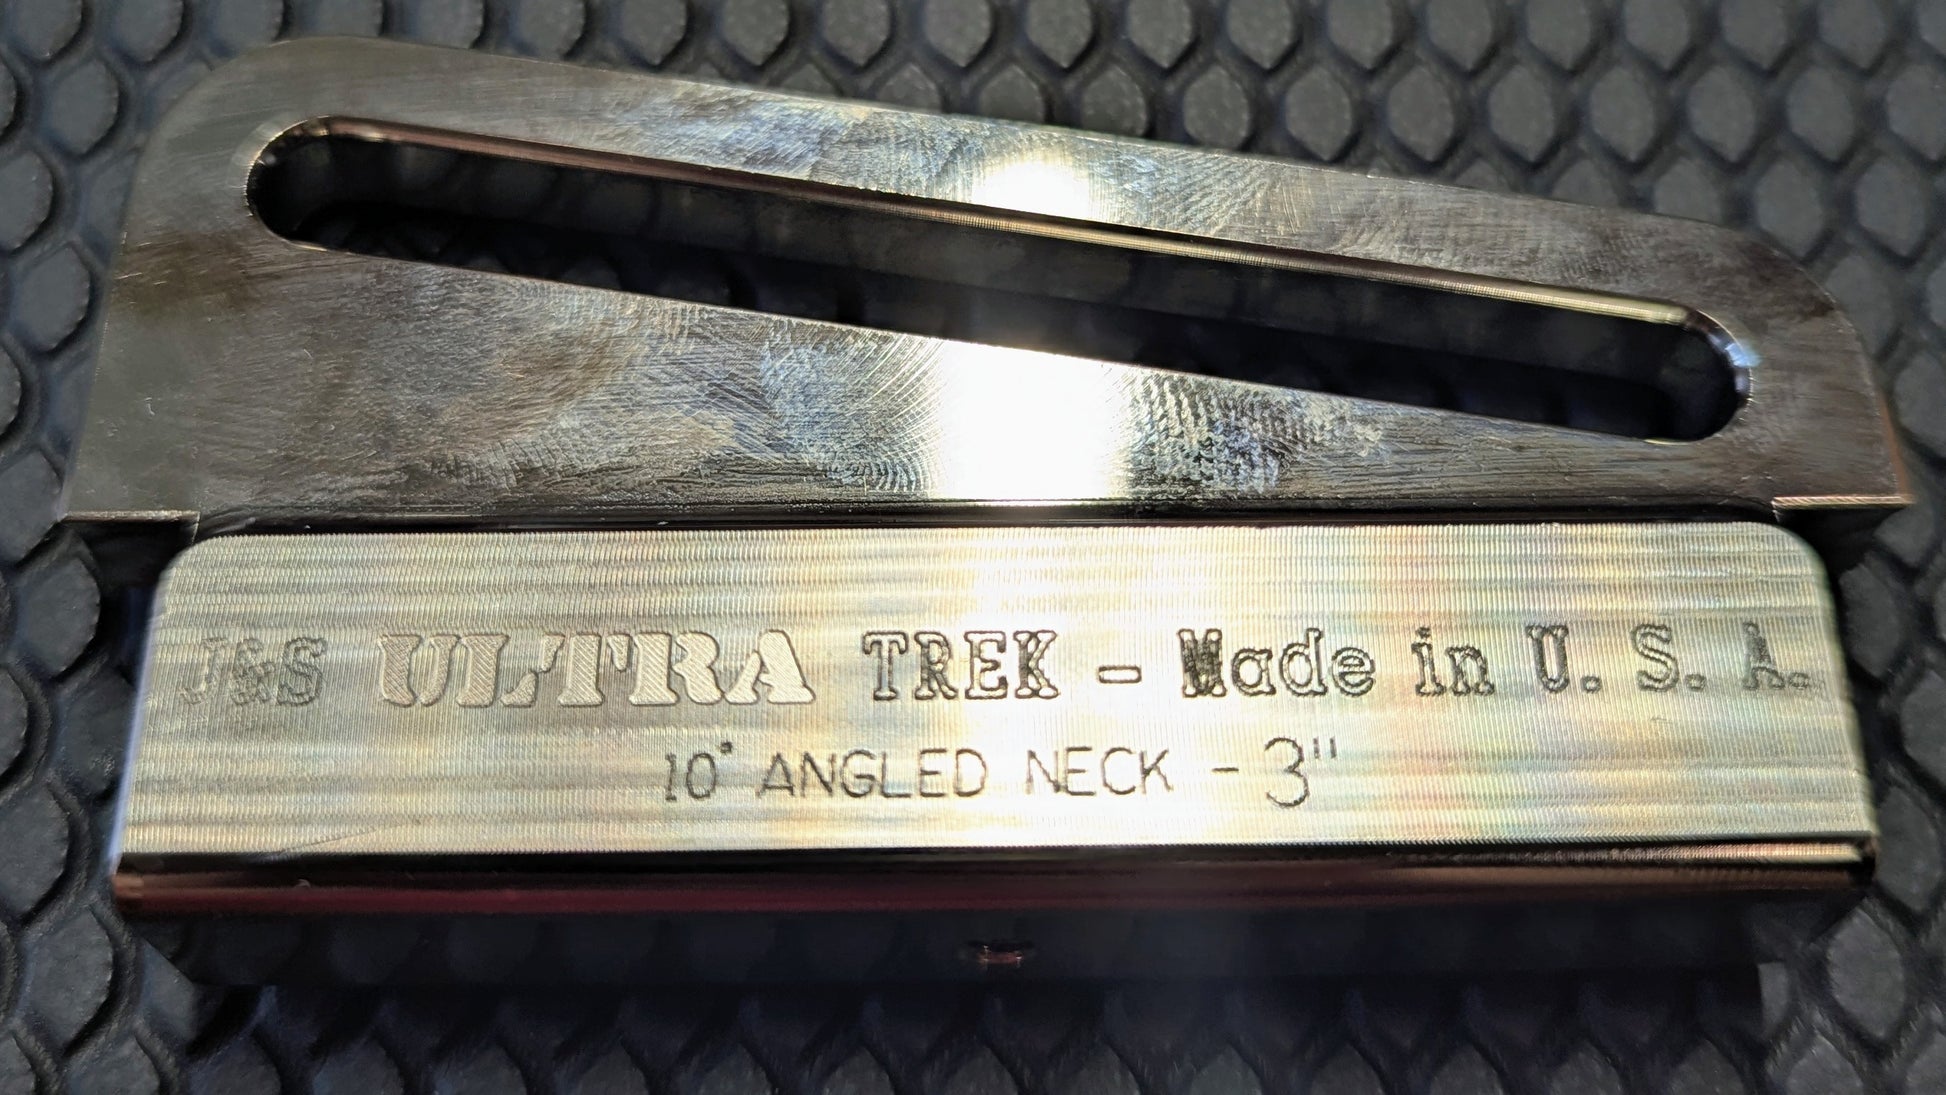 J&S ULTRA TREK - Made in U. S. A.
10° ANGLED NECK - 3"